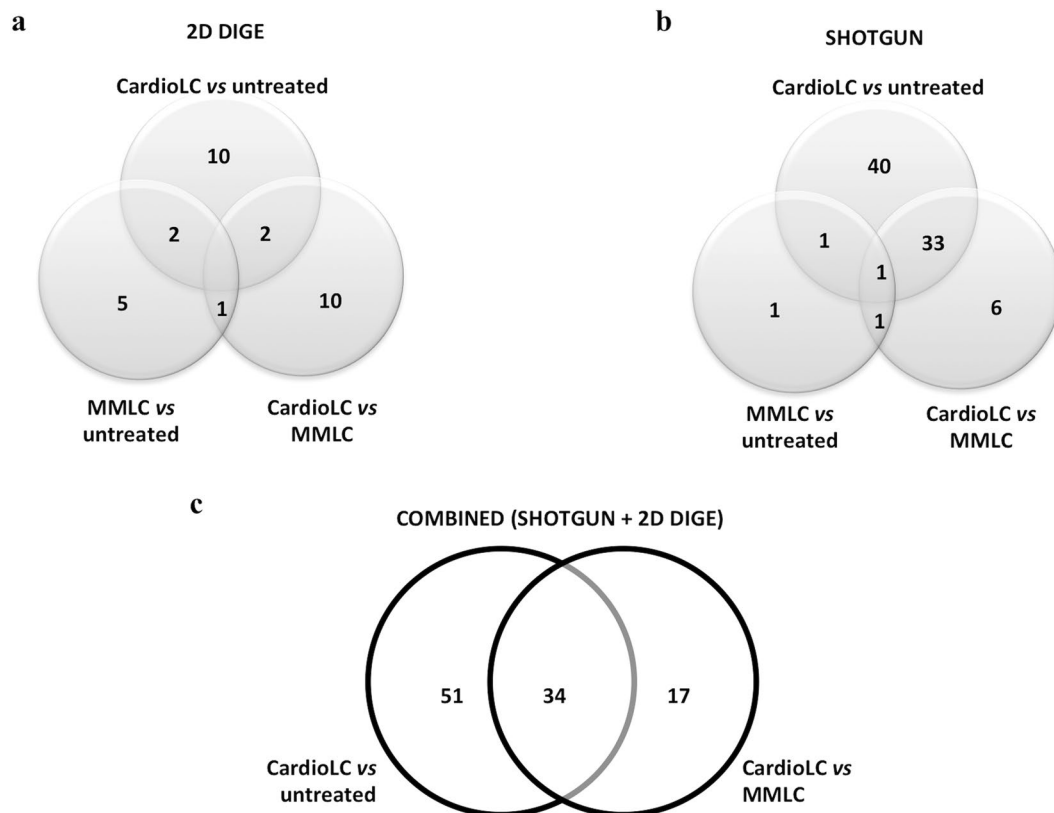 a
2D DIGE
CardioLC vs untreated
10
2
2
5
1
10
MMLC vs
untreated
CardioLC vs
MMLC
b
SHOTGUN
CardioLC vs untreated
40
1
33
1
1
1
6
MMLC vs
untreated
CardioLC vs
MMLC
c
COMBINED (SHOTGUN + 2D DIGE)
51
34
17
CardioLC vs
untreated
CardioLC vs
MMLC